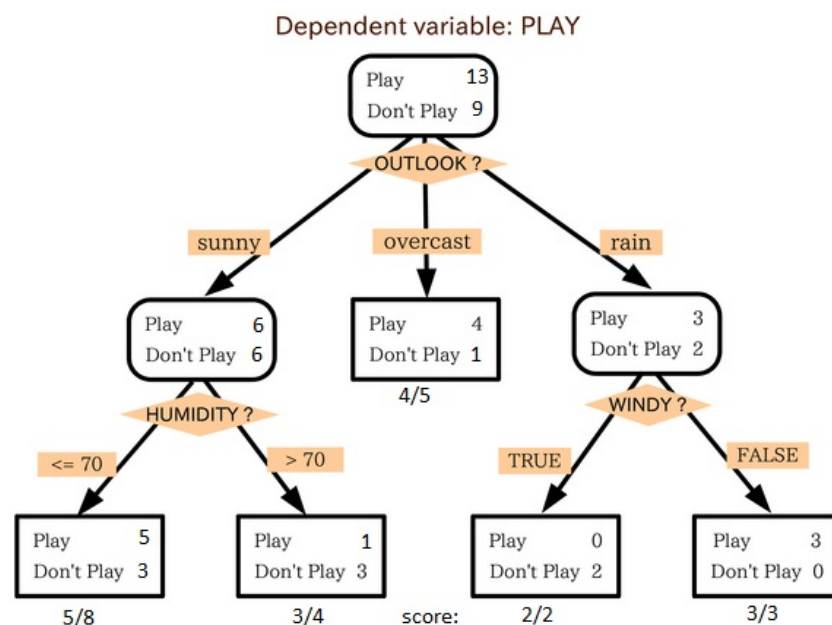 Dependent variable: PLAY
Play 13
Don't Play 9
OUTLOOK ?
sunny
overcast
rain
Play 6
Don't Play 6
Play 4
Don't Play 1
Play 3
Don't Play 2
4/5
HUMIDITY ?
WINDY ?
<= 70
> 70
TRUE
FALSE
Play 5
Don't Play 3
Play 1
Don't Play 3
Play 0
Don't Play 2
Play 3
Don't Play 0
5/8
3/4
score:
2/2
3/3